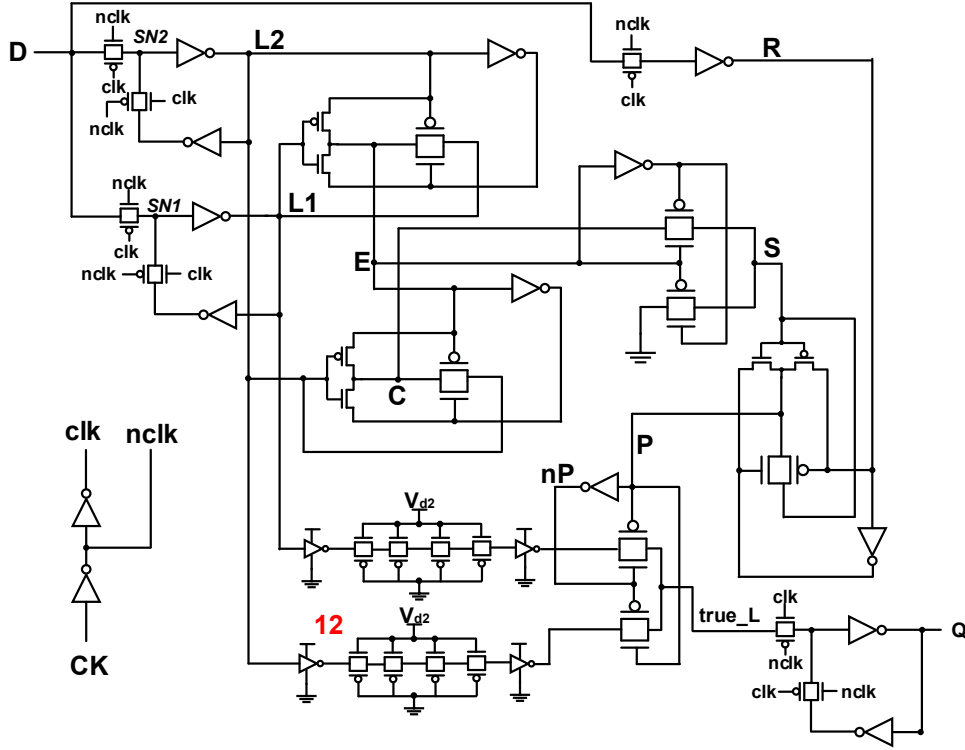 nclk
SN2
L2
nclk
R
D
clk
clk
clk
nclk
nclk
SN1
L1
clk
S
nclk
clk
E
C
clk
nclk
P
nP
Vd2
12
Vd2
true_L
clk
Q
nclk
clk
nclk
CK